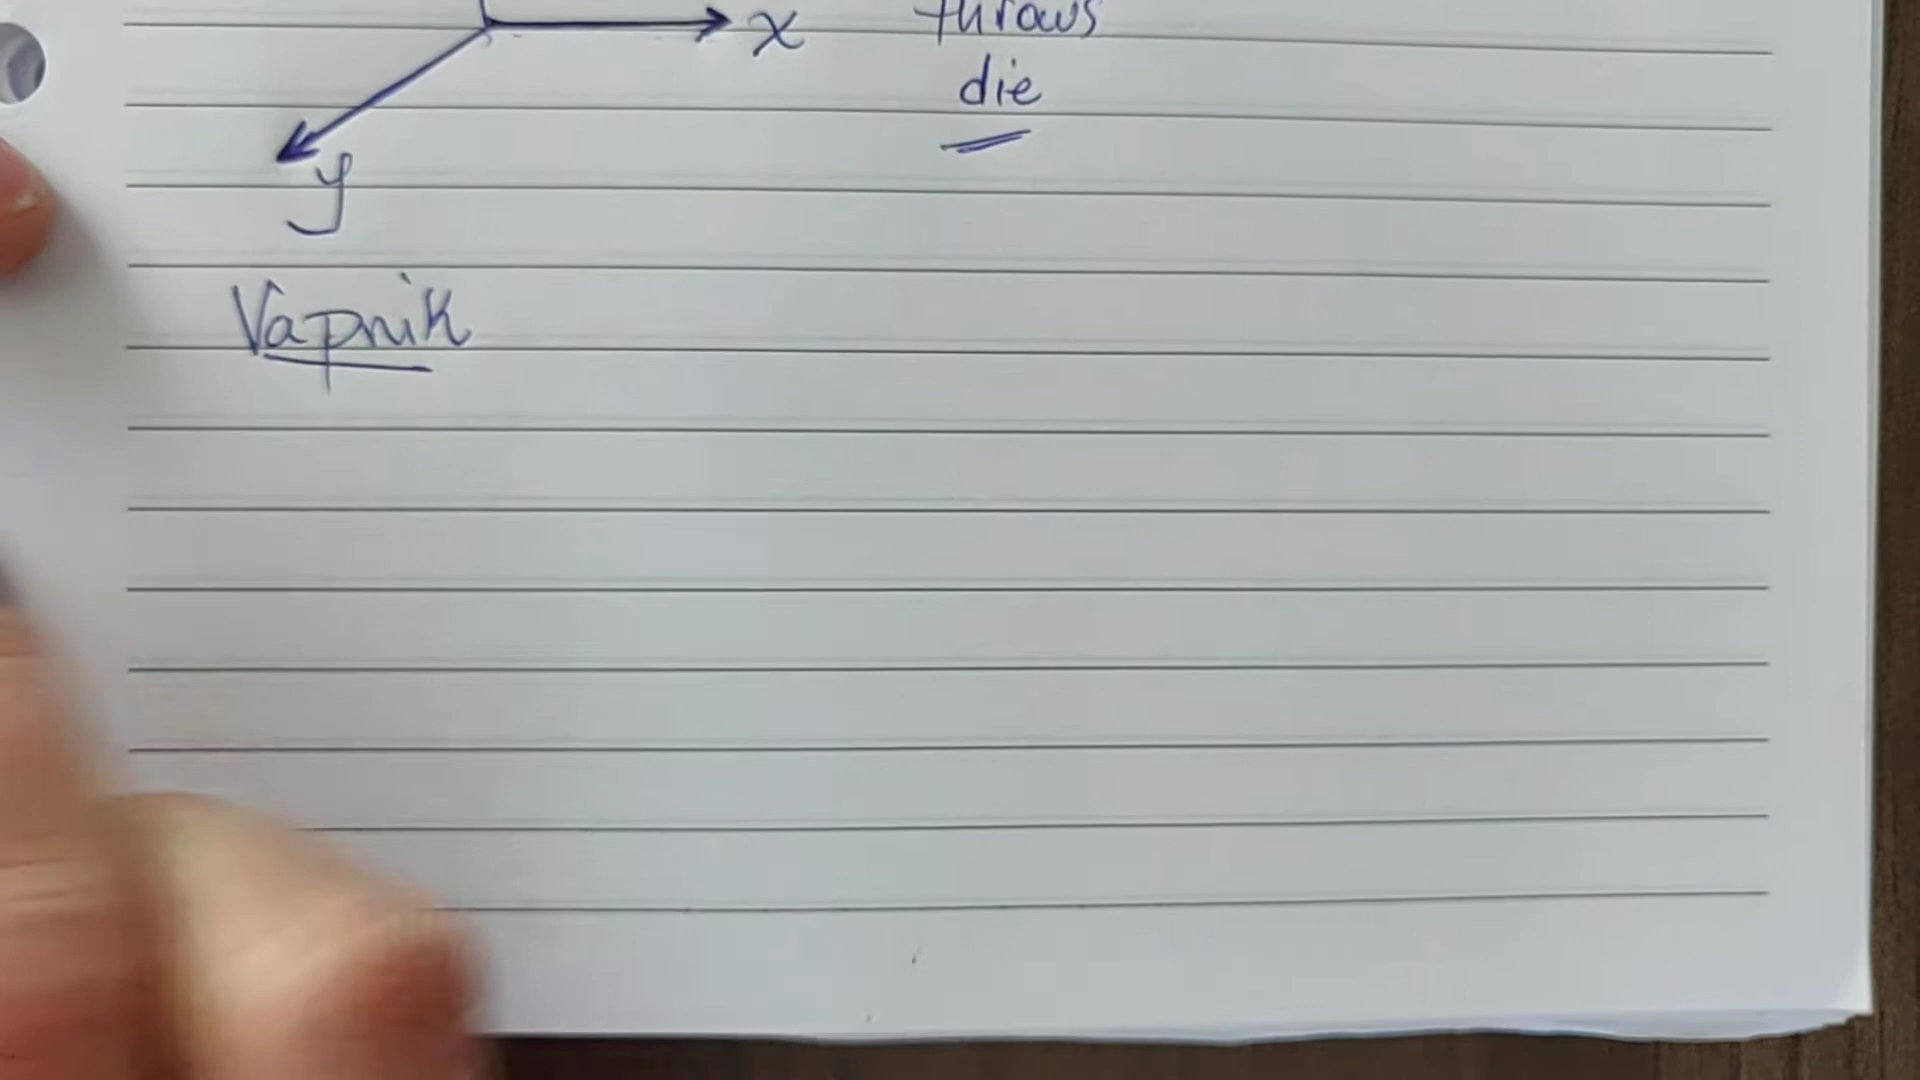 x
throws
die
y
Vapnik